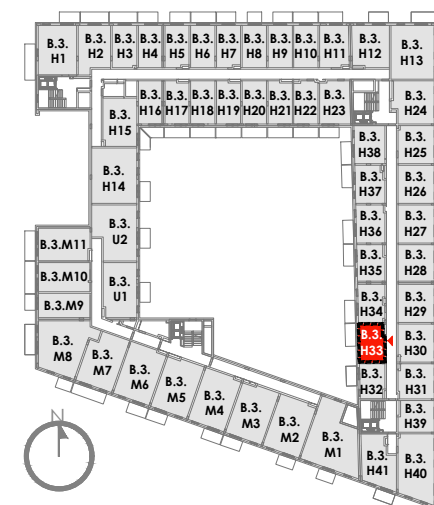 B.3.
H1
B.3.
H2
B.3.
H3
B.3.
H4
B.3.
H5
B.3.
H6
B.3.
H7
B.3.
H8
B.3.
H9
B.3.
H10
B.3.
H11
B.3.
H12
B.3.
H13
B.3.
H15
B.3.
H16
B.3.
H17
B.3.
H18
B.3.
H19
B.3.
H20
B.3.
H21
B.3.
H22
B.3.
H23
B.3.
H24
B.3.
H38
B.3.
H25
B.3.
H14
B.3.
H37
B.3.
H26
B.3.
U2
B.3.
H36
B.3.
H27
B.3.M11
B.3.
H35
B.3.
H28
B.3.M10
B.3.
U1
B.3.
H34
B.3.
H29
B.3.M9
B.3.
H33
B.3.
H30
B.3.
M8
B.3.
M7
B.3.
M6
B.3.
M5
B.3.
M4
B.3.
M3
B.3.
M2
B.3.
M1
B.3.
H32
B.3.
H31
B.3.
H39
B.3.
H41
B.3.
H40
N